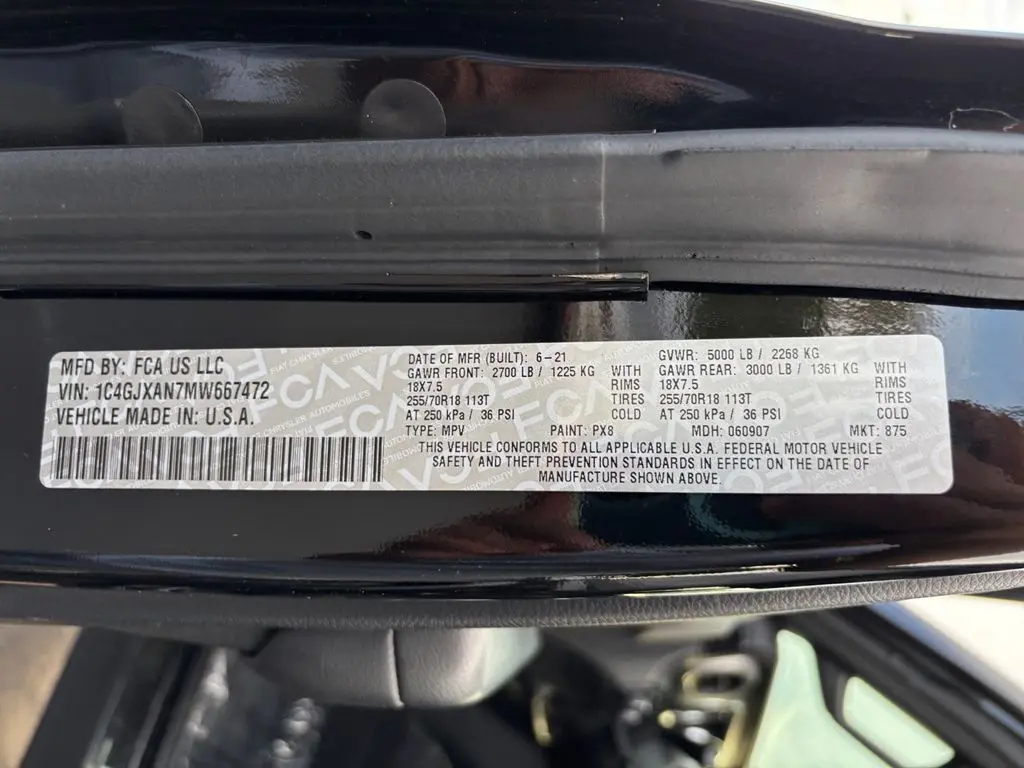 MFD BY: FCA US LLC
VIN: 1C4GJXAN7MW667472
VEHICLE MADE IN: U.S.A.
DATE OF MFR (BUILT): 6-21
GVWR: 5000 LB / 2268 KG
GAWR FRONT: 2700 LB / 1225 KG WITH
GAWR REAR: 3000 LB / 1361 KG WITH
18X7.5 RIMS
18X7.5 RIMS
255/70R18 113T TIRES
255/70R18 113T TIRES
AT 250 kPa / 36 PSI COLD
AT 250 kPa / 36 PSI COLD
TYPE: MPV PAINT: PX8 MDH: 060907 MKT: 875
THIS VEHICLE CONFORMS TO ALL APPLICABLE U.S.A. FEDERAL MOTOR VEHICLE
SAFETY AND THEFT PREVENTION STANDARDS IN EFFECT ON THE DATE OF
MANUFACTURE SHOWN ABOVE.